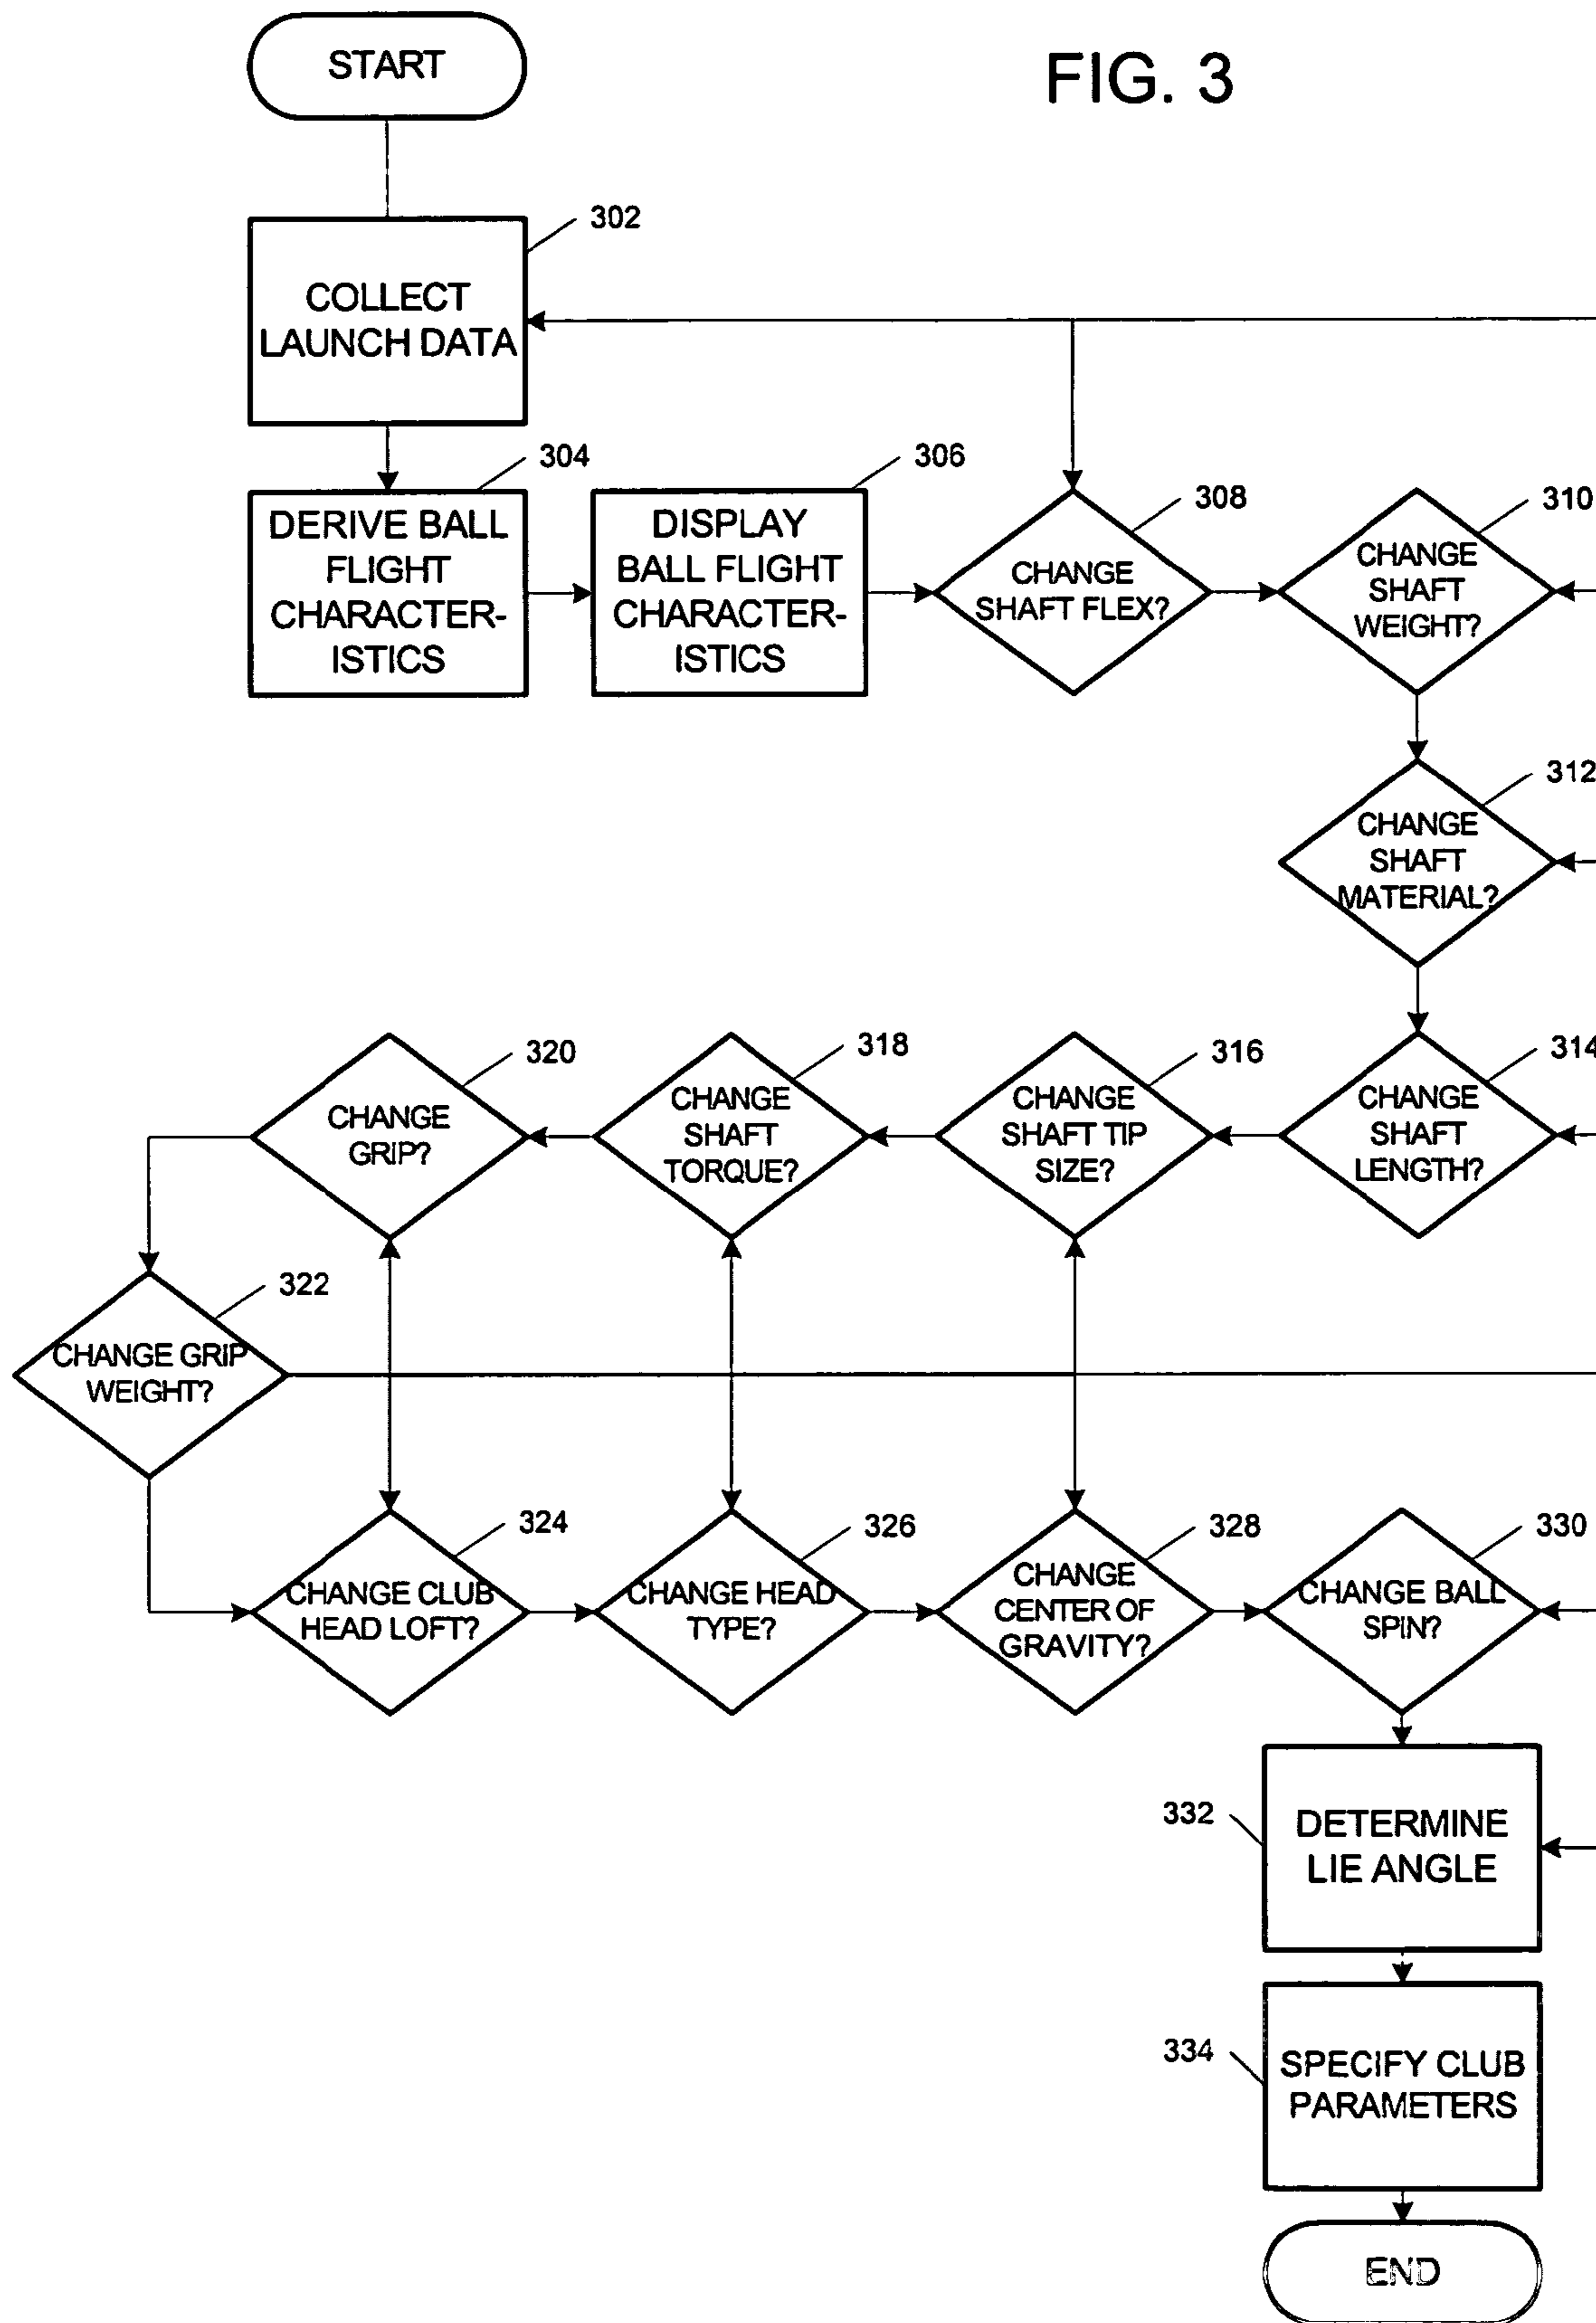 START
FIG. 3
302
COLLECT
LAUNCH DATA
304
DERIVE BALL
FLIGHT
CHARACTER-
ISTICS
306
DISPLAY
BALL FLIGHT
CHARACTER-
ISTICS
308
CHANGE
SHAFT FLEX?
310
CHANGE
SHAFT
WEIGHT?
312
CHANGE
SHAFT
MATERIAL?
314
CHANGE
SHAFT
LENGTH?
316
CHANGE
SHAFT TIP
SIZE?
318
CHANGE
SHAFT
TORQUE?
320
CHANGE
GRIP?
322
CHANGE GRIP
WEIGHT?
324
CHANGE CLUB
HEAD LOFT?
326
CHANGE HEAD
TYPE?
328
CHANGE
CENTER OF
GRAVITY?
330
CHANGE BALL
SPIN?
332
DETERMINE
LIE ANGLE
334
SPECIFY CLUB
PARAMETERS
END